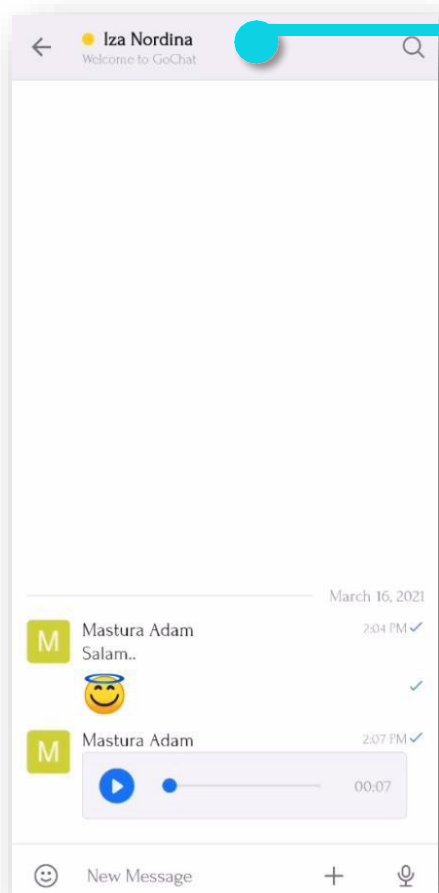 Iza Nordina
Welcome to GoChat
March 16, 2021
M
Mastura Adam
2:04 PM
Salam..
M
Mastura Adam
2:07 PM
00:07
New Message